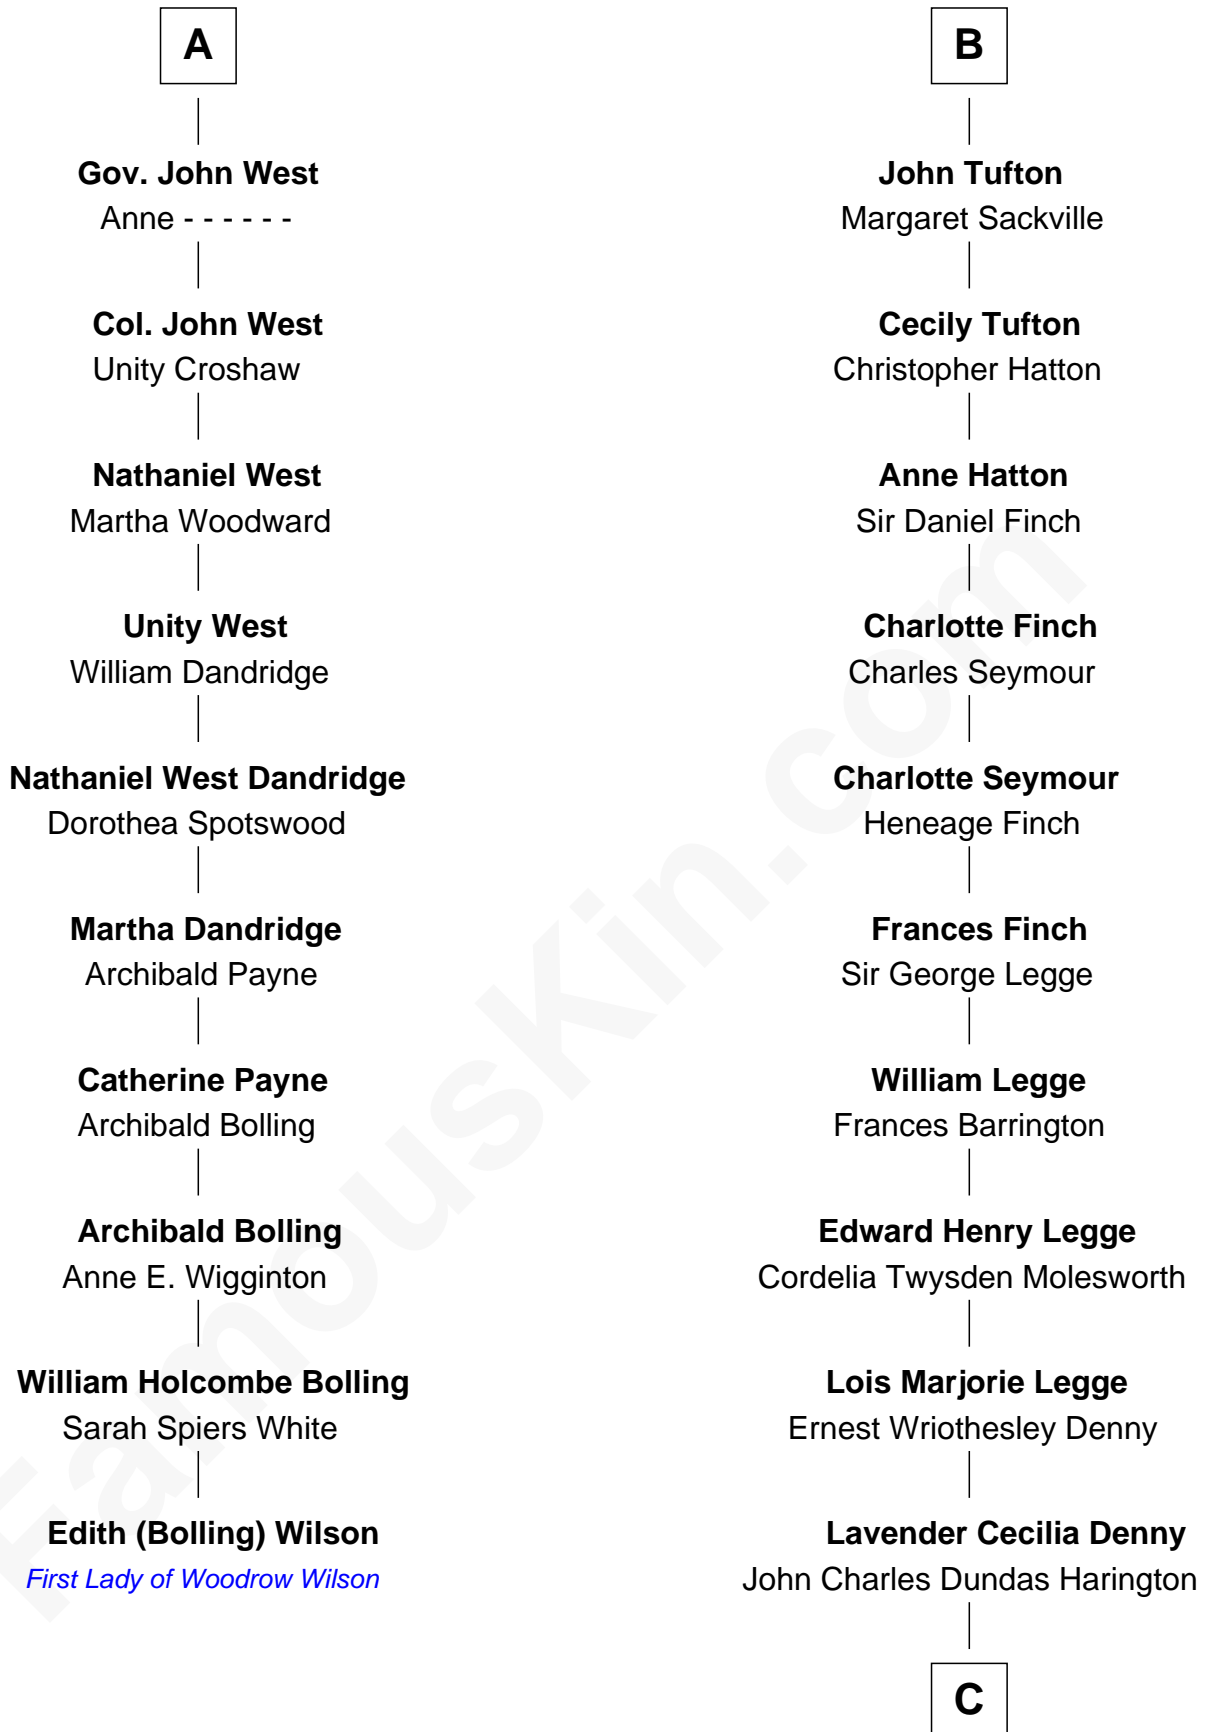 A
Gov. John West
Anne - - - - - -
Col. John West
Unity Croshaw
Nathaniel West
Martha Woodward
Unity West
William Dandridge
Nathaniel West Dandridge
Dorothea Spotswood
Martha Dandridge
Archibald Payne
Catherine Payne
Archibald Bolling
Archibald Bolling
Anne E. Wigginton
William Holcombe Bolling
Sarah Spiers White
Edith (Bolling) Wilson
First Lady of Woodrow Wilson
B
John Tufton
Margaret Sackville
Cecily Tufton
Christopher Hatton
Anne Hatton
Sir Daniel Finch
Charlotte Finch
Charles Seymour
Charlotte Seymour
Heneage Finch
Frances Finch
Sir George Legge
William Legge
Frances Barrington
Edward Henry Legge
Cordelia Twysden Molesworth
Lois Marjorie Legge
Ernest Wriothesley Denny
Lavender Cecilia Denny
John Charles Dundas Harington
C
FamousKin.com